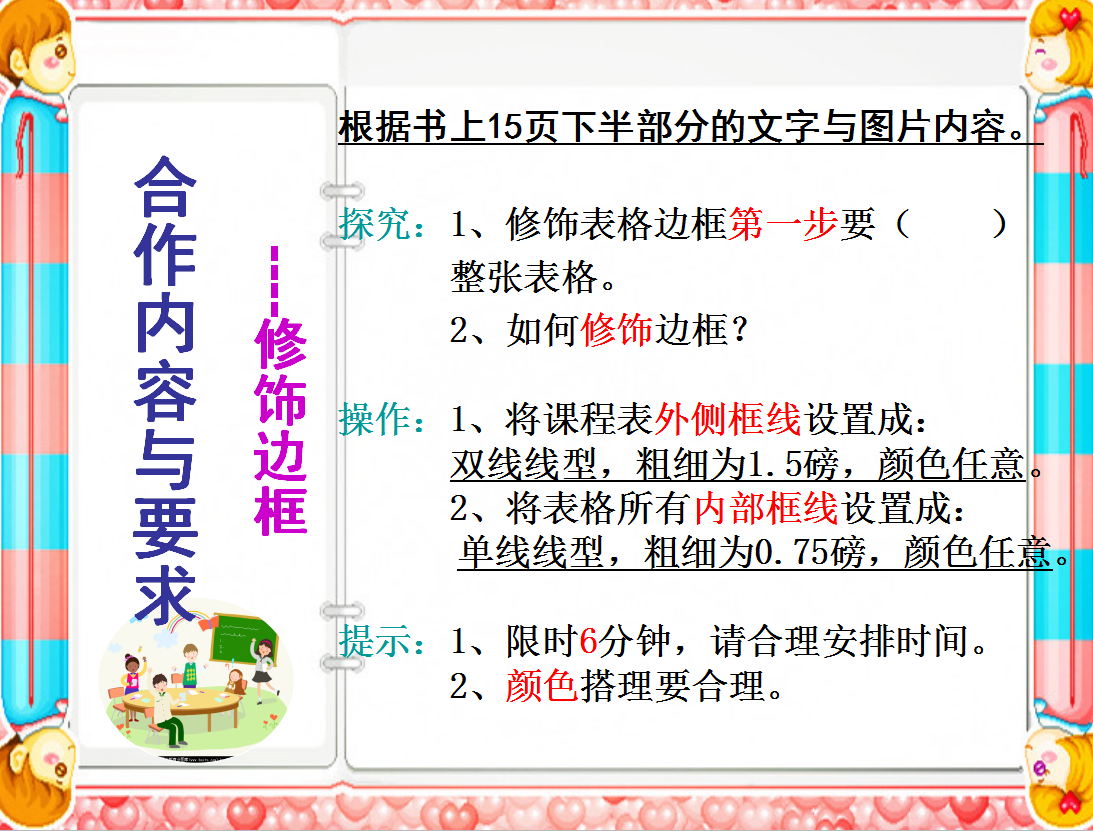 合作内容与要求
----修饰边框
根据书上15页下半部分的文字与图片内容。
探究：1、修饰表格边框第一步要（　　）
整张表格。
2、如何修饰边框？
操作：1、将课程表外侧框线设置成：
双线线型，粗细为1.5磅，颜色任意。
2、将表格所有内部框线设置成：
单线线型，粗细为0.75磅，颜色任意。
提示：1、限时6分钟，请合理安排时间。
2、颜色搭理要合理。